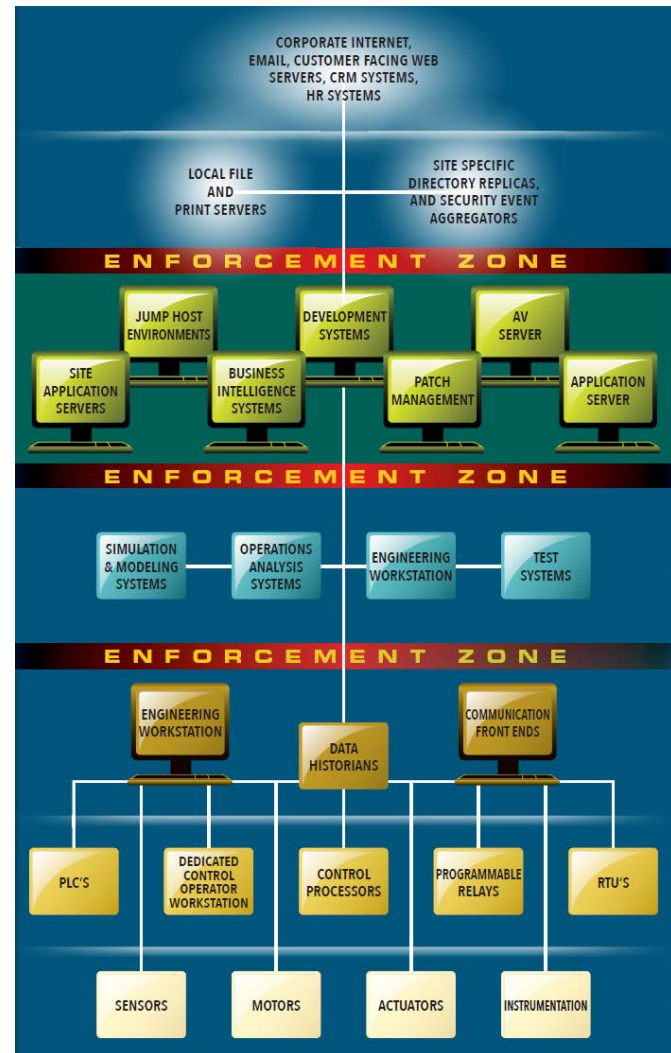 CORPORATE INTERNET,
EMAIL, CUSTOMER FACING WEB
SERVERS, CRM SYSTEMS,
HR SYSTEMS
LOCAL FILE
AND
PRINT SERVERS
SITE SPECIFIC
DIRECTORY REPLICAS,
AND SECURITY EVENT
AGGREGATORS
ENFORCEMENT ZONE
JUMP HOST
ENVIRONMENTS
DEVELOPMENT
SYSTEMS
AV
SERVER
SITE
APPLICATION
SERVERS
BUSINESS
INTELLIGENCE
SYSTEMS
PATCH
MANAGEMENT
APPLICATION
SERVER
ENFORCEMENT ZONE
SIMULATION
& MODELING
SYSTEMS
OPERATIONS
ANALYSIS
SYSTEMS
ENGINEERING
WORKSTATION
TEST
SYSTEMS
ENFORCEMENT ZONE
ENGINEERING
WORKSTATION
DATA
HISTORIANS
COMMUNICATION
FRONT ENDS
PLC'S
DEDICATED
CONTROL
OPERATOR
WORKSTATION
CONTROL
PROCESSORS
PROGRAMMABLE
RELAYS
RTU'S
SENSORS
MOTORS
ACTUATORS
INSTRUMENTATION